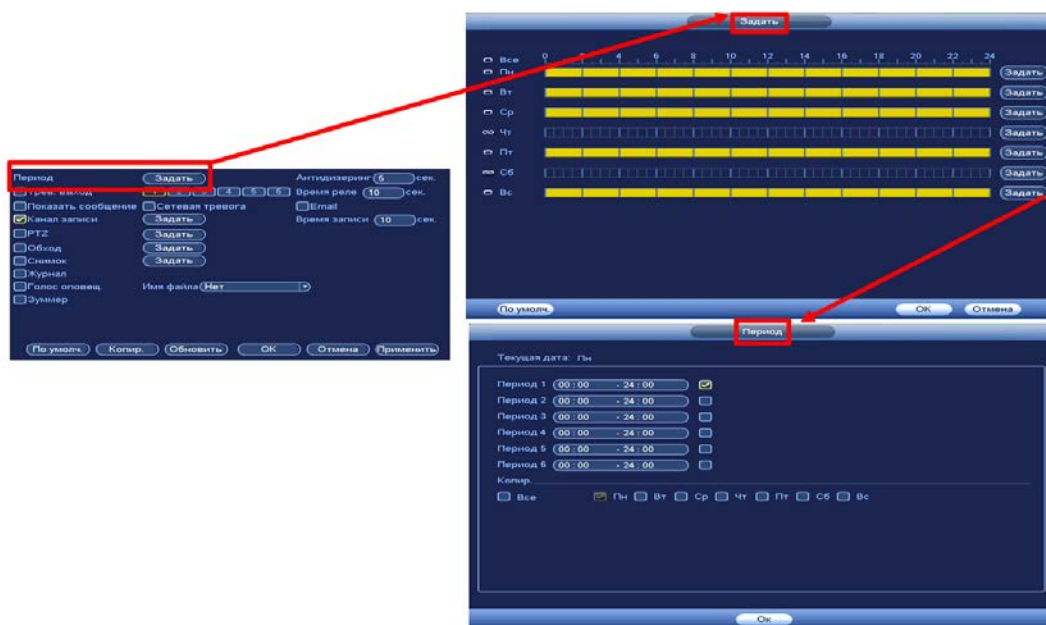 Период Задать Антидизеринг 5 сек.
Трев. выход 1 2 3 4 5 6 Время реле 10 сек.
Показать сообщение Сетевая тревога Email
Канал записи Задать Время записи 10 сек.
PTZ Задать
Обход Задать
Снимок Задать
Журнал
Голос оповещ. Имя файла Нет
Зуммер
По умолч. Копир. Обновить OK Отмена Применить
Задать
0 2 4 6 8 10 12 14 16 18 20 22 24
Все
Пн Задать
Вт Задать
Ср Задать
Чт Задать
Пт Задать
Сб Задать
Вс Задать
По умолч. OK Отмена
Период
Текущая дата: Пн
Период 1 00 : 00 - 24 : 00
Период 2 00 : 00 - 24 : 00
Период 3 00 : 00 - 24 : 00
Период 4 00 : 00 - 24 : 00
Период 5 00 : 00 - 24 : 00
Период 6 00 : 00 - 24 : 00
Копир.
Все Пн Вт Ср Чт Пт Сб Вс
Ок